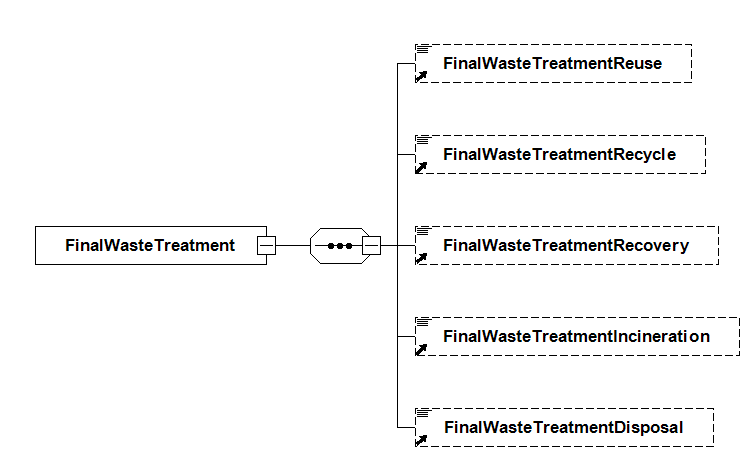 FinalWasteTreatmentReuse
FinalWasteTreatmentRecycle
FinalWasteTreatment
FinalWasteTreatmentRecovery
FinalWasteTreatmentIncineration
FinalWasteTreatmentDisposal